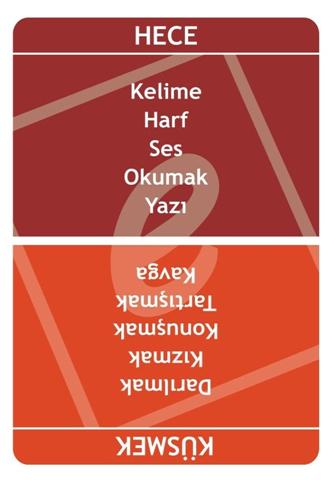 HECE
Kelime
Harf
Ses
Okumak
Yazı
KÜSMEK
Darılmak
Kızmak
Konuşmak
Tartışmak
Kavga